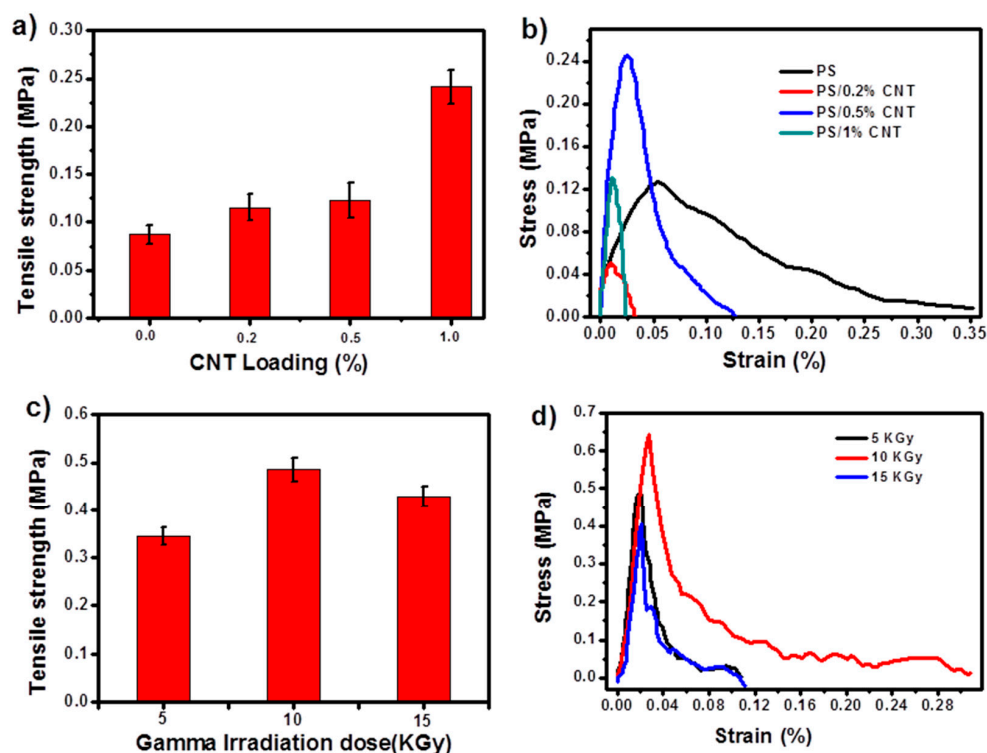 a)
0.30
0.25
0.20
0.15
0.10
0.05
0.00
Tensile strength (MPa)
0.0 0.2 0.5 1.0
CNT Loading (%)
b)
0.24
0.20
0.16
0.12
0.08
0.04
0.00
Stress (MPa)
PS
PS/0.2% CNT
PS/0.5% CNT
PS/1% CNT
0.00 0.05 0.10 0.15 0.20 0.25 0.30 0.35
Strain (%)
c)
0.6
0.5
0.4
0.3
0.2
0.1
0.0
Tensile strength (MPa)
5 10 15
Gamma Irradiation dose(KGy)
d)
0.7
0.6
0.5
0.4
0.3
0.2
0.1
0.0
Stress (MPa)
5 KGy
10 KGy
15 KGy
0.00 0.04 0.08 0.12 0.16 0.20 0.24 0.28
Strain (%)